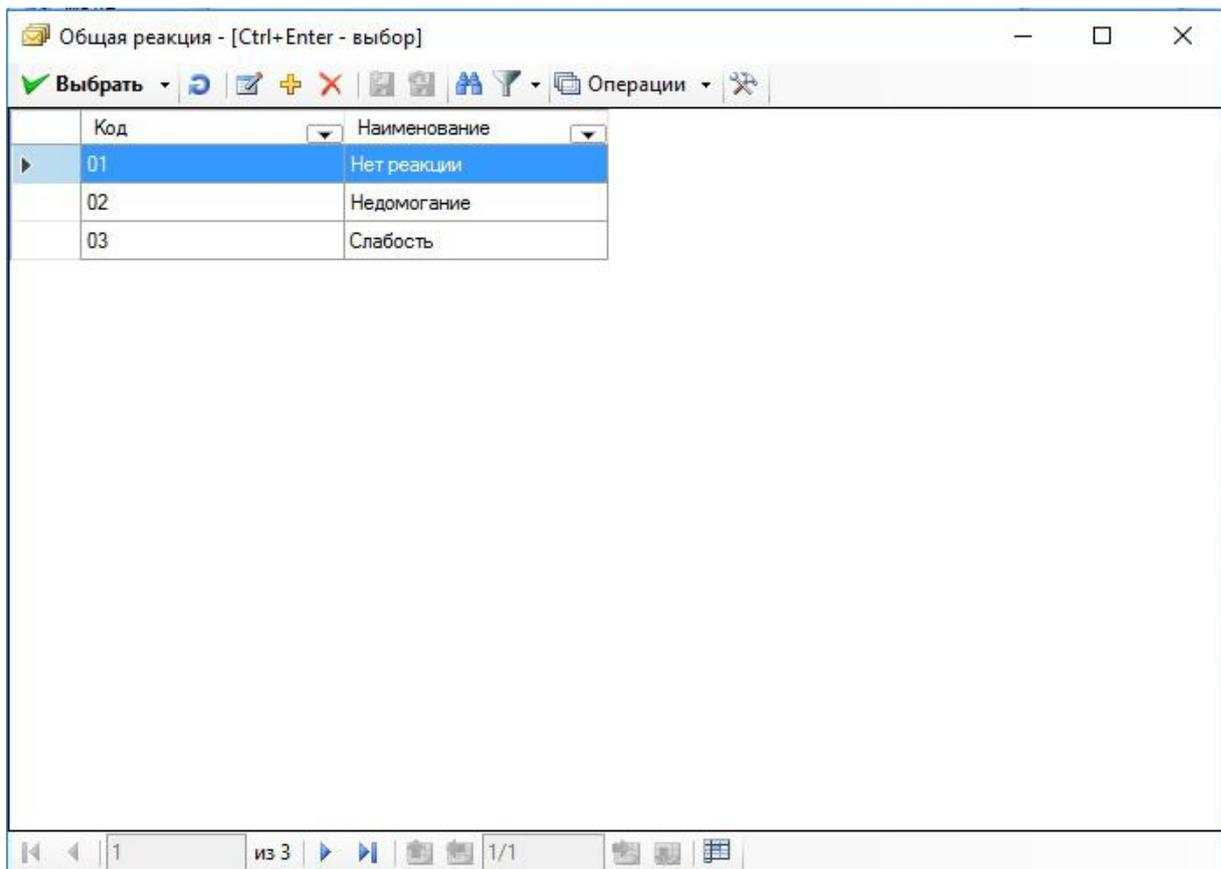 Общая реакция - [Ctrl+Enter - выбор]
Выбрать Операции
Код Наименование
01 Нет реакции
02 Недомогание
03 Слабость
1 из 3 1/1